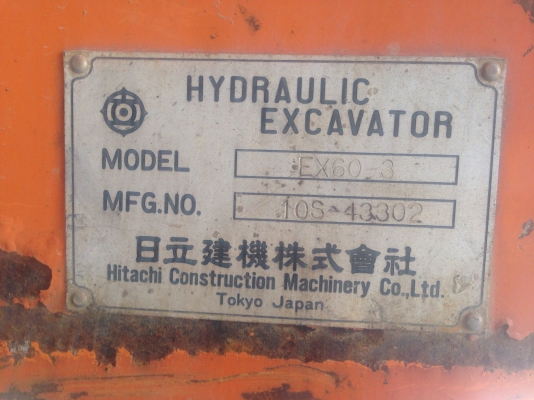 HYDRAULIC
EXCAVATOR
MODEL EX60-3
MFG.NO. 10S-43302
日立建機株式會社
Hitachi Construction Machinery Co.,Ltd.
Tokyo Japan